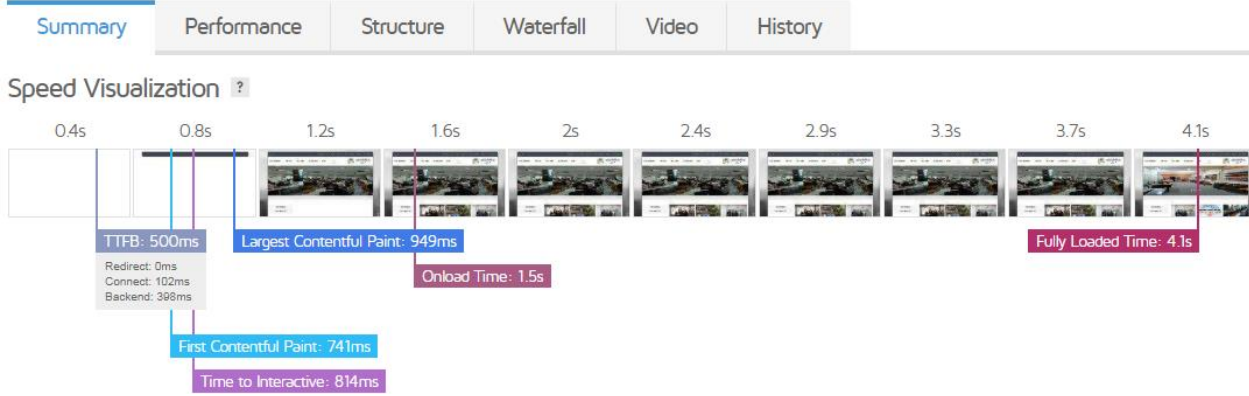 Summary Performance Structure Waterfall Video History
Speed Visualization ?
0.4s 0.8s 1.2s 1.6s 2s 2.4s 2.9s 3.3s 3.7s 4.1s
TTFB: 500ms Largest Contentful Paint: 949ms Fully Loaded Time: 4.1s
Redirect: 0ms
Connect: 102ms
Backend: 398ms
Onload Time: 1.5s
First Contentful Paint: 741ms
Time to Interactive: 814ms